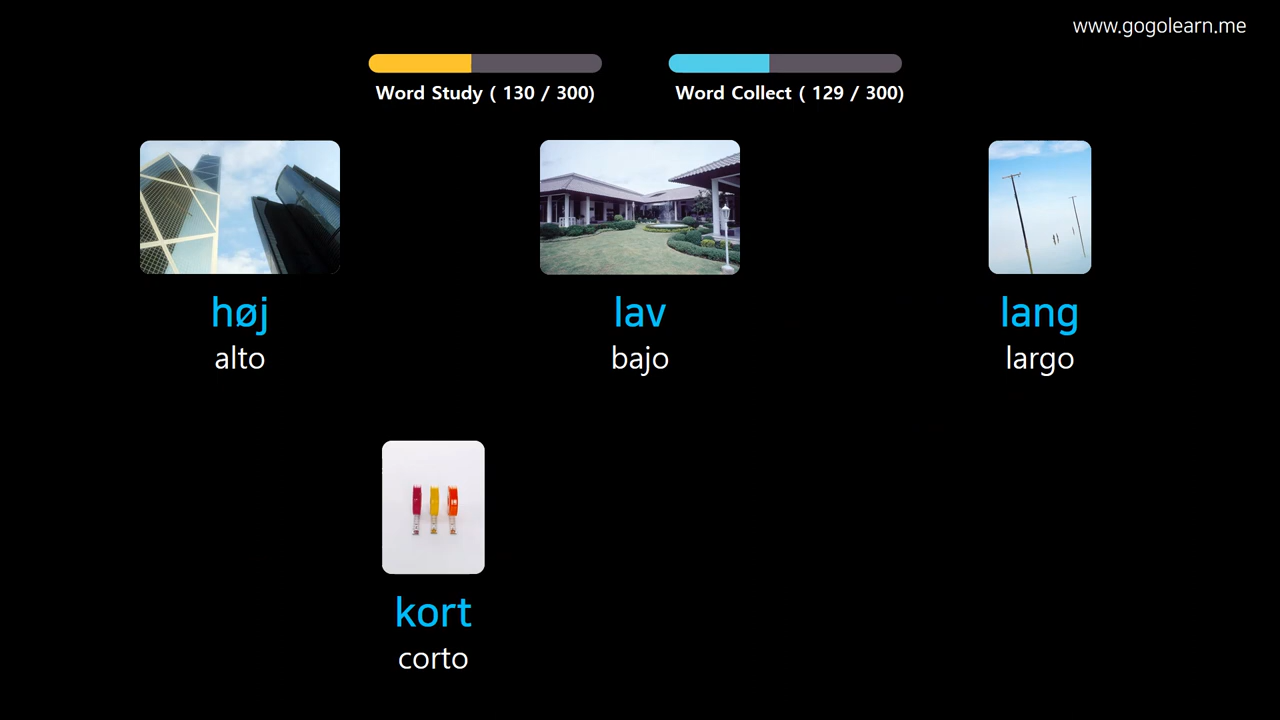 www.gogolearn.me
Word Study ( 130 / 300)
Word Collect ( 129 / 300)
høj
alto
lav
bajo
lang
largo
kort
corto